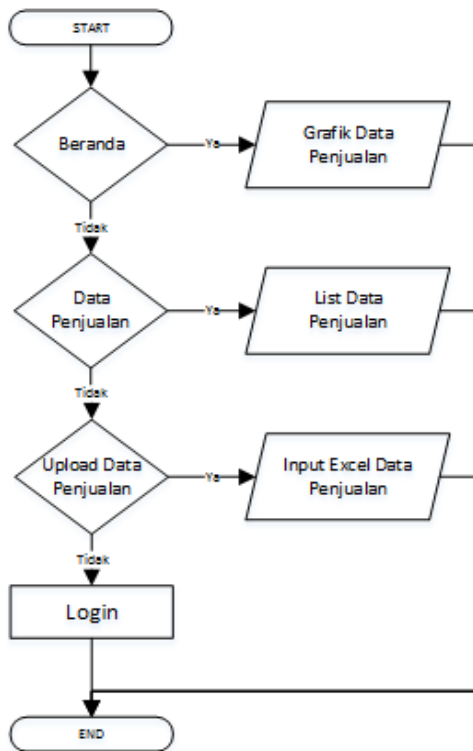 START
Beranda
Ya
Grafik Data
Penjualan
Tidak
Data
Penjualan
Ya
List Data
Penjualan
Tidak
Upload Data
Penjualan
Ya
Input Excel Data
Penjualan
Tidak
Login
END